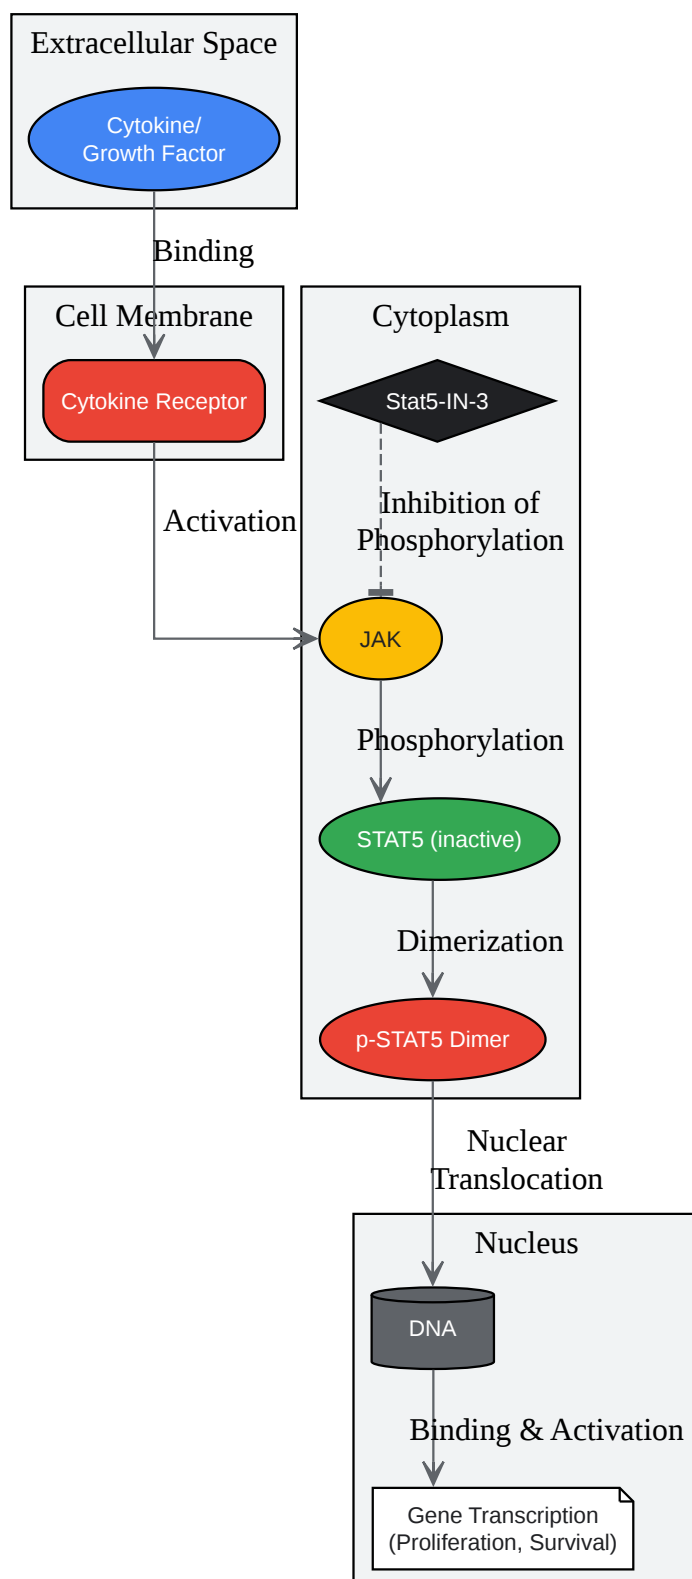 Extracellular Space
Cytokine/
Growth Factor
Binding
Cell Membrane
Cytokine Receptor
Activation
Cytoplasm
Stat5-IN-3
Inhibition of
Phosphorylation
JAK
Phosphorylation
STAT5 (inactive)
Dimerization
p-STAT5 Dimer
Nuclear
Translocation
Nucleus
DNA
Binding & Activation
Gene Transcription
(Proliferation, Survival)